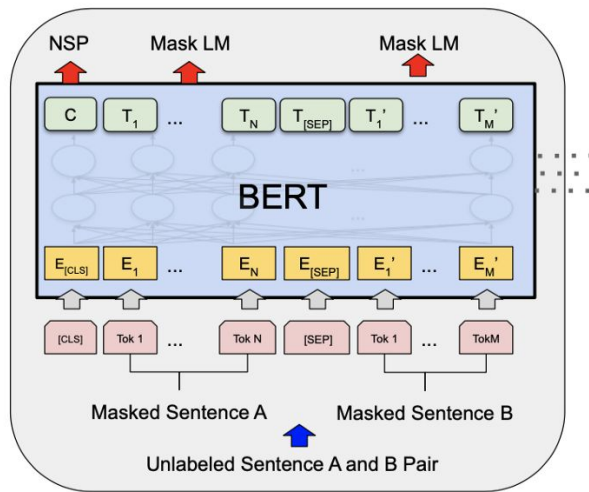 NSP Mask LM Mask LM
C T1 ... TN T[SEP] T1' ... TM'
...
BERT
E[CLS] E1 ... EN E[SEP] E1' ... EM'
[CLS] Tok 1 ... Tok N [SEP] Tok 1 ... TokM
Masked Sentence A Masked Sentence B
Unlabeled Sentence A and B Pair